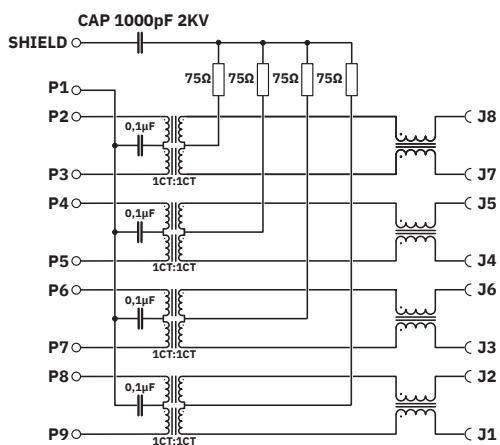 CAP 1000pF 2KV
SHIELD
75Ω 75Ω 75Ω 75Ω
P1
P2 0,1µF J8
P3 J7
1CT:1CT
P4 J5
0,1µF
P5 J4
1CT:1CT
P6 J6
0,1µF
P7 J3
1CT:1CT
P8 J2
0,1µF
P9 J1
1CT:1CT